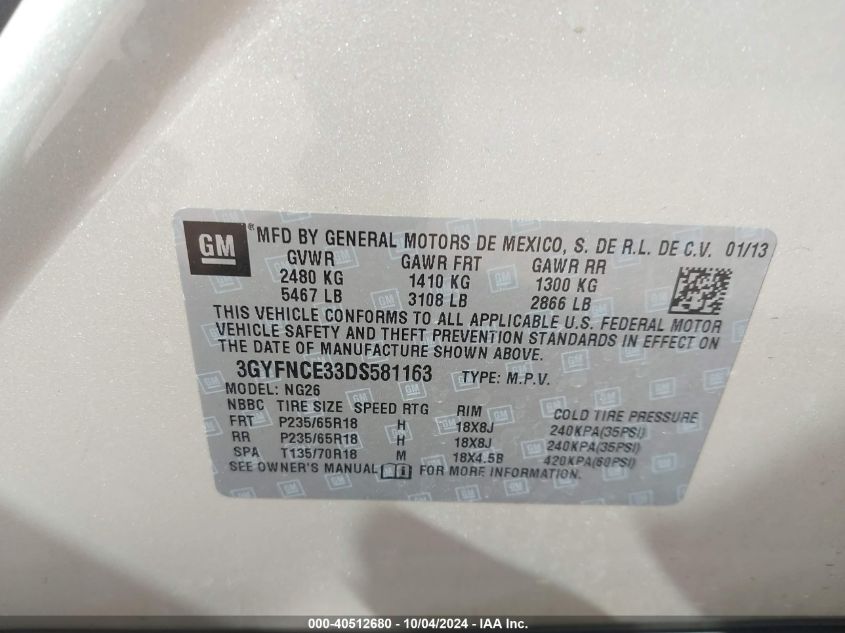 GM ® MFD BY GENERAL MOTORS DE MEXICO, S. DE R.L. DE C.V. 01/13
GVWR GAWR FRT GAWR RR
2480 KG 1410 KG 1300 KG
5467 LB 3108 LB 2866 LB
THIS VEHICLE CONFORMS TO ALL APPLICABLE U.S. FEDERAL MOTOR
VEHICLE SAFETY AND THEFT PREVENTION STANDARDS IN EFFECT ON
THE DATE OF MANUFACTURE SHOWN ABOVE.
3GYFNCE33DS581163 TYPE: M.P.V.
MODEL: NG26
NBBC TIRE SIZE SPEED RTG RIM COLD TIRE PRESSURE
FRT P235/65R18 H 18X8J 240KPA(35PSI)
RR P235/65R18 H 18X8J 240KPA(35PSI)
SPA T135/70R18 M 18X4.5B 420KPA(60PSI)
SEE OWNER'S MANUAL FOR MORE INFORMATION.
000-40512680 - 10/04/2024 - IAA Inc.